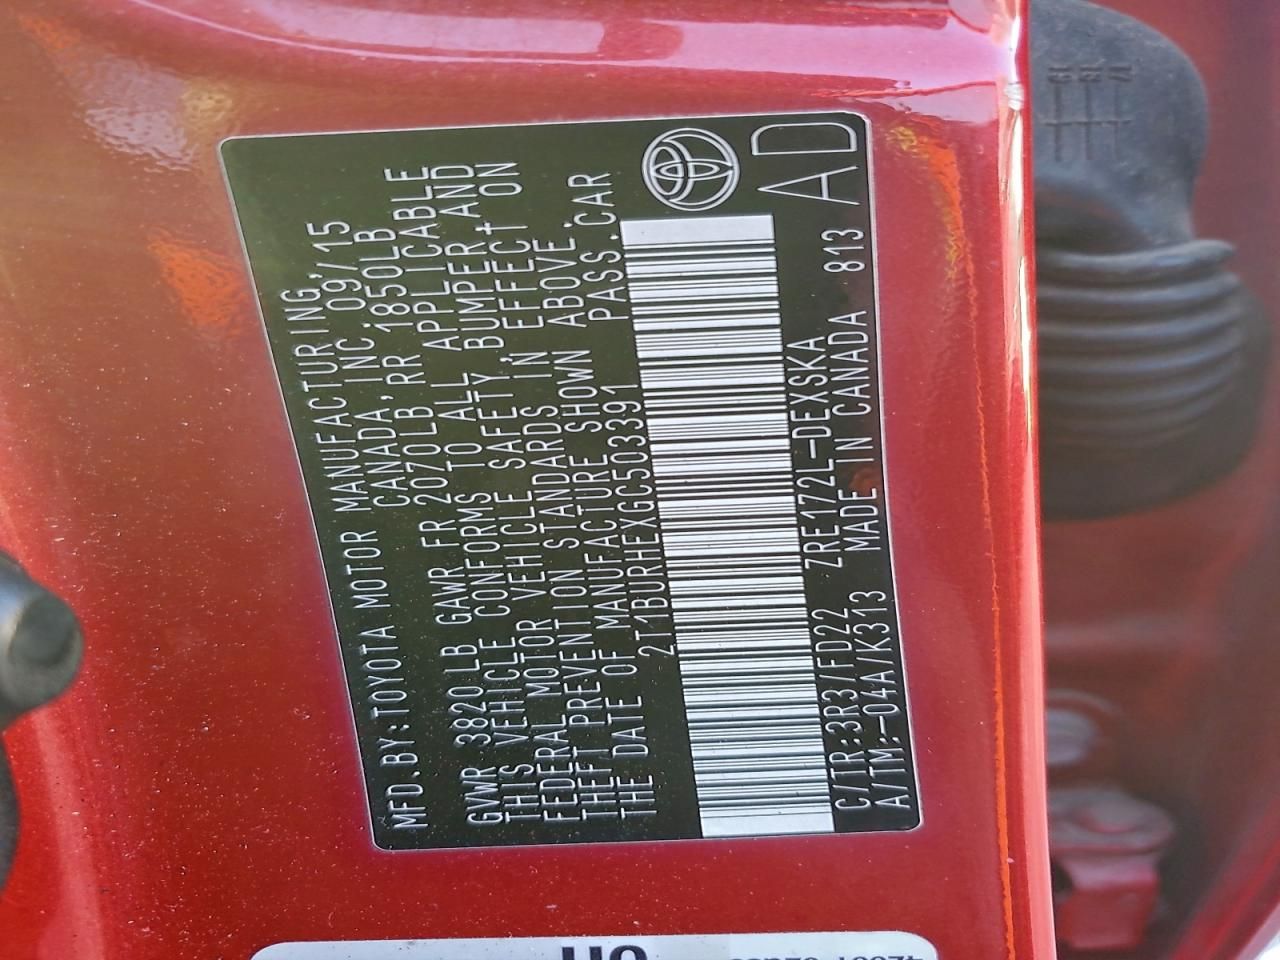 MFD.BY:TOYOTA MOTOR MANUFACTURING,
CANADA, INC 09/15
GVWR 3820LB GAWR FR 2070LB,RR 1850LB
THIS VEHICLE CONFORMS TO ALL APPLICABLE
FEDERAL MOTOR VEHICLE SAFETY,BUMPER,AND
THEFT PREVENTION STANDARDS IN EFFECT ON
THE DATE OF MANUFACTURE SHOWN ABOVE.
2T1BURHEXGC503391 PASS.CAR
C/TR:3R3/FD22 ZRE172L-DEXSKA
A/TM:-04A/K313 MADE IN CANADA 813
AD